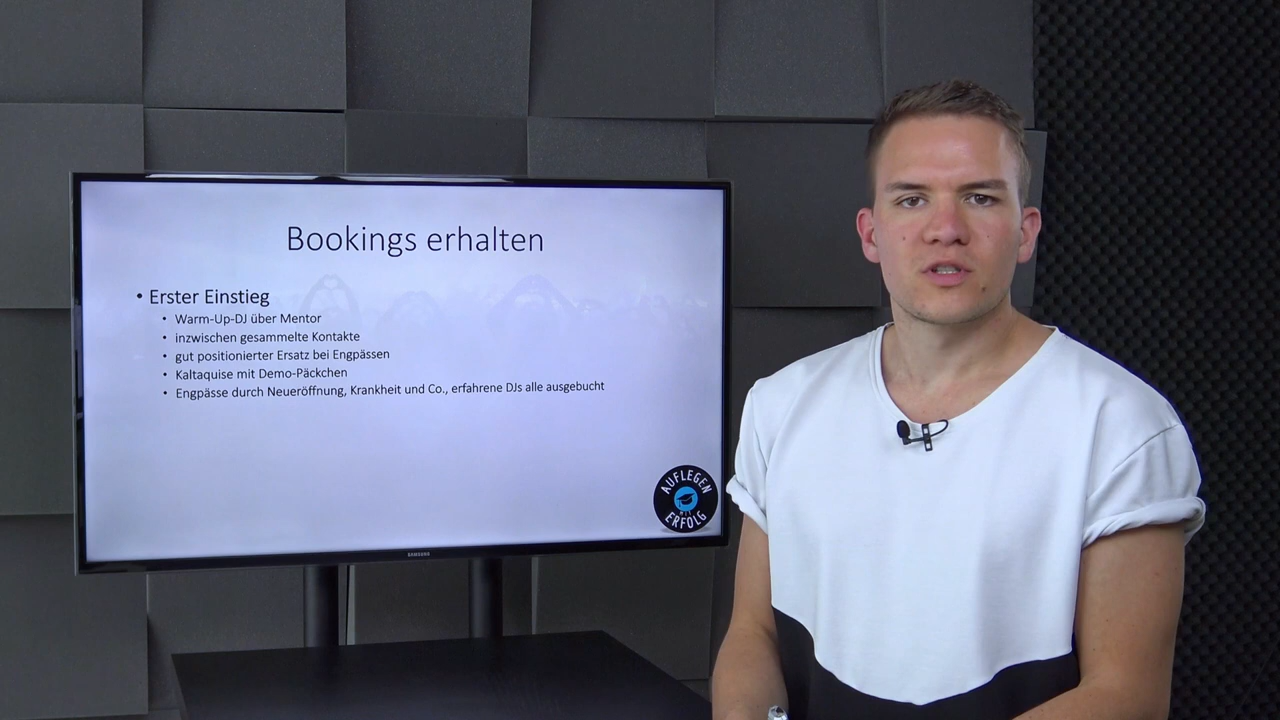 Bookings erhalten
• Erster Einstieg
• Warm-Up-DJ über Mentor
• inzwischen gesammelte Kontakte
• gut positionierter Ersatz bei Engpässen
• Kaltaquise mit Demo-Päckchen
• Engpässe durch Neueröffnung, Krankheit und Co., erfahrene DJs alle ausgebucht
AUFLEGEN
MIT
ERFOLG
SAMSUNG